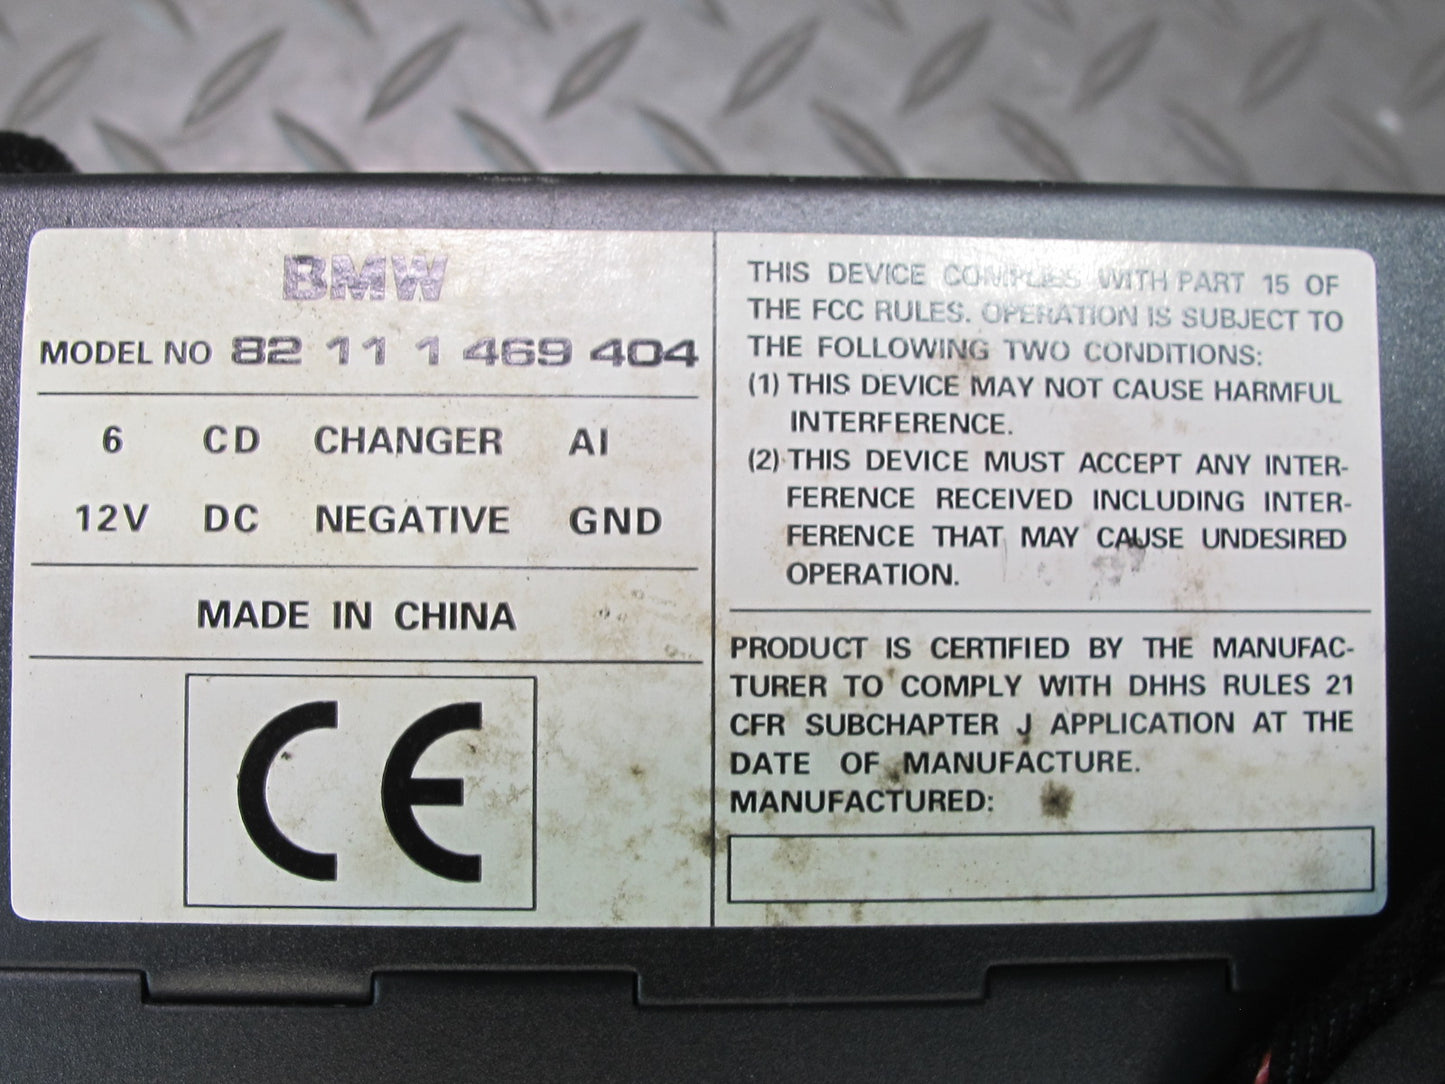 BMW
MODEL NO 82 11 1 469 404
6 CD CHANGER AI
12V DC NEGATIVE GND
MADE IN CHINA
CE
THIS DEVICE COMPLIES WITH PART 15 OF
THE FCC RULES. OPERATION IS SUBJECT TO
THE FOLLOWING TWO CONDITIONS:
(1) THIS DEVICE MAY NOT CAUSE HARMFUL
INTERFERENCE.
(2) THIS DEVICE MUST ACCEPT ANY INTER-
FERENCE RECEIVED INCLUDING INTER-
FERENCE THAT MAY CAUSE UNDESIRED
OPERATION.
PRODUCT IS CERTIFIED BY THE MANUFAC-
TURER TO COMPLY WITH DHHS RULES 21
CFR SUBCHAPTER J APPLICATION AT THE
DATE OF MANUFACTURE.
MANUFACTURED: